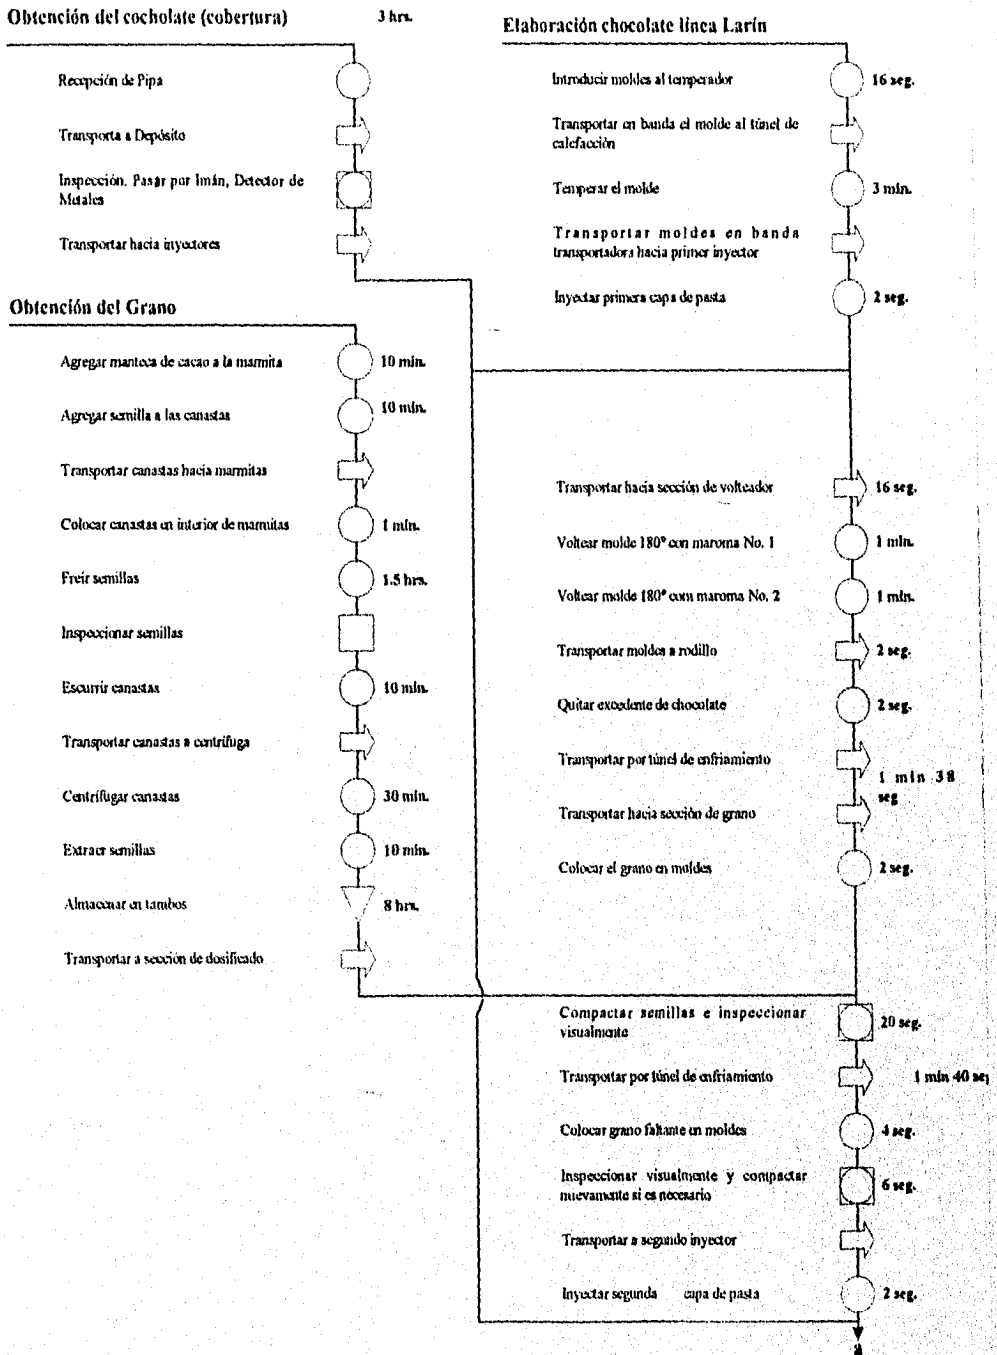 Obtención del cocholate (cobertura) 3 hrs.
Recepción de Pipa
Transporta a Depósito
Inspección. Pasar por Imán, Detector de
Metales
Transportar hacia inyectores
Obtención del Grano
Agregar manteca de cacao a la marmita 10 min.
Agregar semilla a las canastas 10 min.
Transportar canastas hacia marmitas
Colocar canastas en interior de marmitas 1 min.
Freir semillas 1.5 hrs.
Inspeccionar semillas
Escurrir canastas 10 min.
Transportar canastas a centrífuga
Centrífugar canastas 30 min.
Extraer semillas 10 min.
Almacenar en tambos 8 hrs.
Transportar a sección de dosificado
Elaboración chocolate línea Larín
Introducir moldes al temperador 16 seg.
Transportar en banda el molde al túnel de
calefacción
Temperar el molde 3 min.
Transportar moldes en banda
transportadora hacia primer inyector
Inyectar primera capa de pasta 2 seg.
Transportar hacia sección de volteador 16 seg.
Voltear molde 180° con maroma No. 1 1 min.
Voltear molde 180° com maroma No. 2 1 min.
Transportar moldes a rodillo 2 seg.
Quitar excedente de chocolate 2 seg.
Transportar por túnel de enfriamiento
1 min 38
seg
Transportar hacia sección de grano
Colocar el grano en moldes 2 seg.
Compactar semillas e inspeccionar
visualmente 20 seg.
Transportar por túnel de enfriamiento 1 min 40 seg
Colocar grano faltante en moldes 4 seg.
Inspeccionar visualmente y compactar
nuevamente si es necesario 6 seg.
Transportar a segundo inyector
Inyectar segunda capa de pasta 2 seg.
a